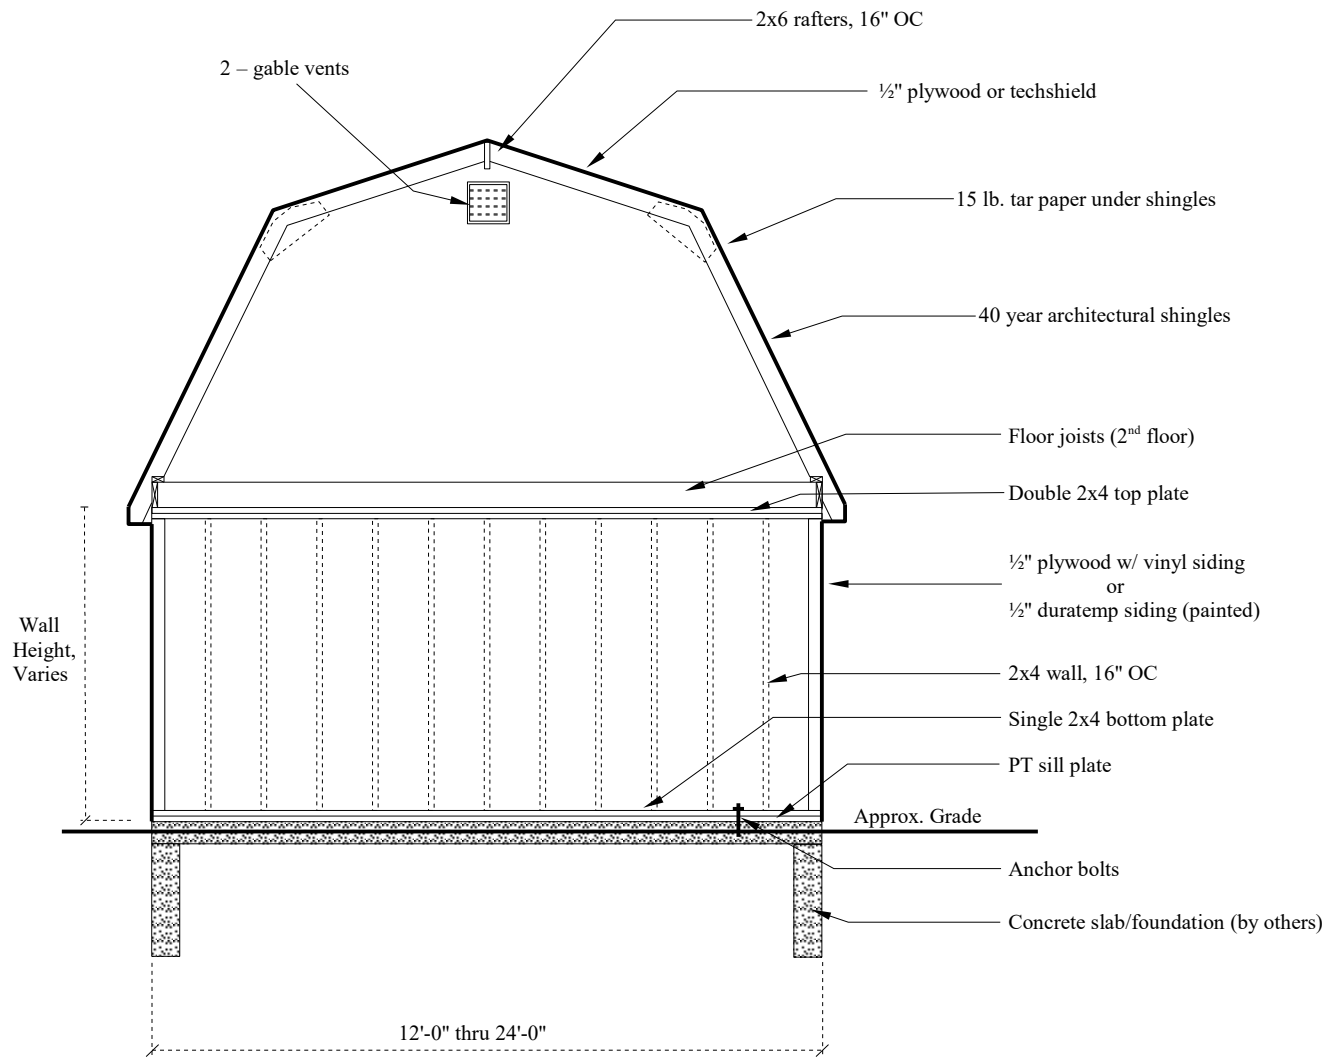 2x6 rafters, 16" OC
2 – gable vents
½" plywood or techshield
15 lb. tar paper under shingles
40 year architectural shingles
Floor joists (2nd floor)
Double 2x4 top plate
½" plywood w/ vinyl siding
or
½" duratemp siding (painted)
Wall
Height,
Varies
2x4 wall, 16" OC
Single 2x4 bottom plate
PT sill plate
Approx. Grade
Anchor bolts
Concrete slab/foundation (by others)
12'-0" thru 24'-0"